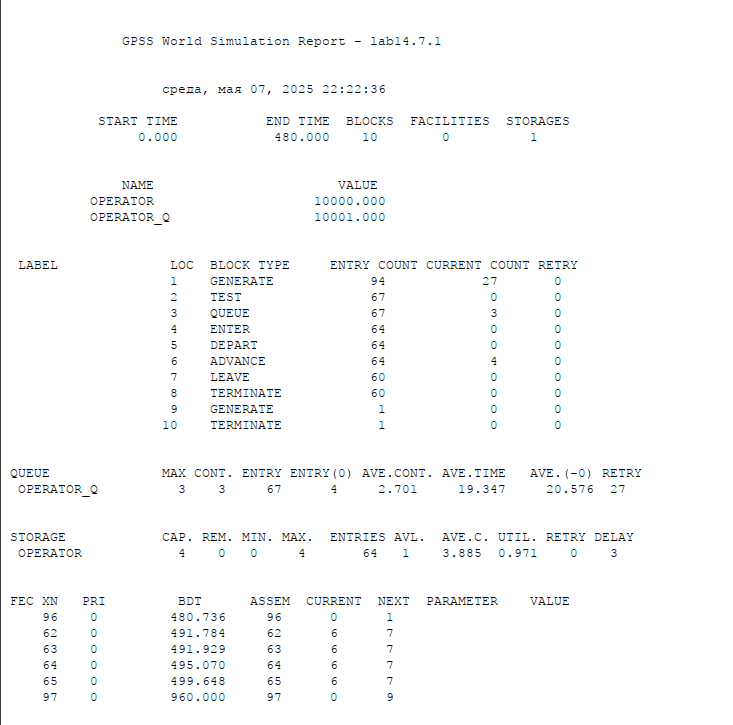 GPSS World Simulation Report - lab14.7.1
среда, мая 07, 2025 22:22:36
START TIME END TIME BLOCKS FACILITIES STORAGES
0.000 480.000 10 0 1
NAME VALUE
OPERATOR 10000.000
OPERATOR_Q 10001.000
LABEL LOC BLOCK TYPE ENTRY COUNT CURRENT COUNT RETRY
1 GENERATE 94 27 0
2 TEST 67 0 0
3 QUEUE 67 3 0
4 ENTER 64 0 0
5 DEPART 64 0 0
6 ADVANCE 64 4 0
7 LEAVE 60 0 0
8 TERMINATE 60 0 0
9 GENERATE 1 0 0
10 TERMINATE 1 0 0
QUEUE MAX CONT. ENTRY ENTRY(0) AVE.CONT. AVE.TIME AVE.(-0) RETRY
OPERATOR_Q 3 3 67 4 2.701 19.347 20.576 27
STORAGE CAP. REM. MIN. MAX. ENTRIES AVL. AVE.C. UTIL. RETRY DELAY
OPERATOR 4 0 0 4 64 1 3.885 0.971 0 3
FEC XN PRI BDT ASSEM CURRENT NEXT PARAMETER VALUE
96 0 480.736 96 0 1
62 0 491.784 62 6 7
63 0 491.929 63 6 7
64 0 495.070 64 6 7
65 0 499.648 65 6 7
97 0 960.000 97 0 9